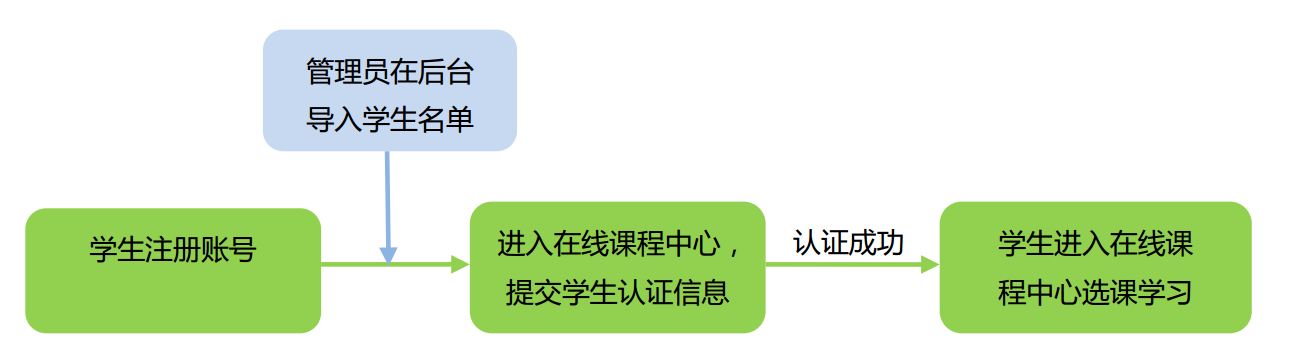 管理员在后台
导入学生名单
学生注册账号
进入在线课程中心，
提交学生认证信息
认证成功
学生进入在线课
程中心选课学习